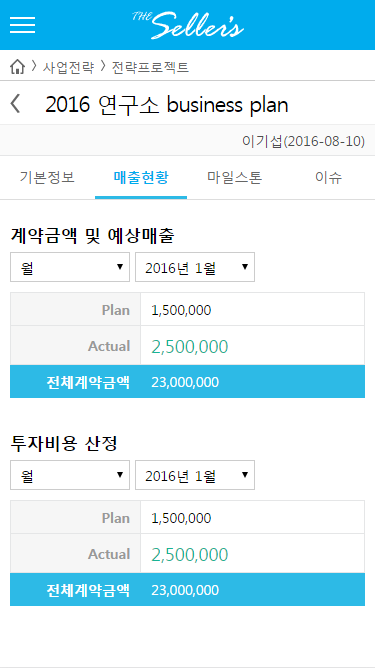 THE Seller's
사업전략 전략프로젝트
2016 연구소 business plan
이기섭(2016-08-10)
기본정보 매출현황 마일스톤 이슈
계약금액 및 예상매출
월 2016년 1월
Plan 1,500,000
Actual 2,500,000
전체계약금액 23,000,000
투자비용 산정
월 2016년 1월
Plan 1,500,000
Actual 2,500,000
전체계약금액 23,000,000